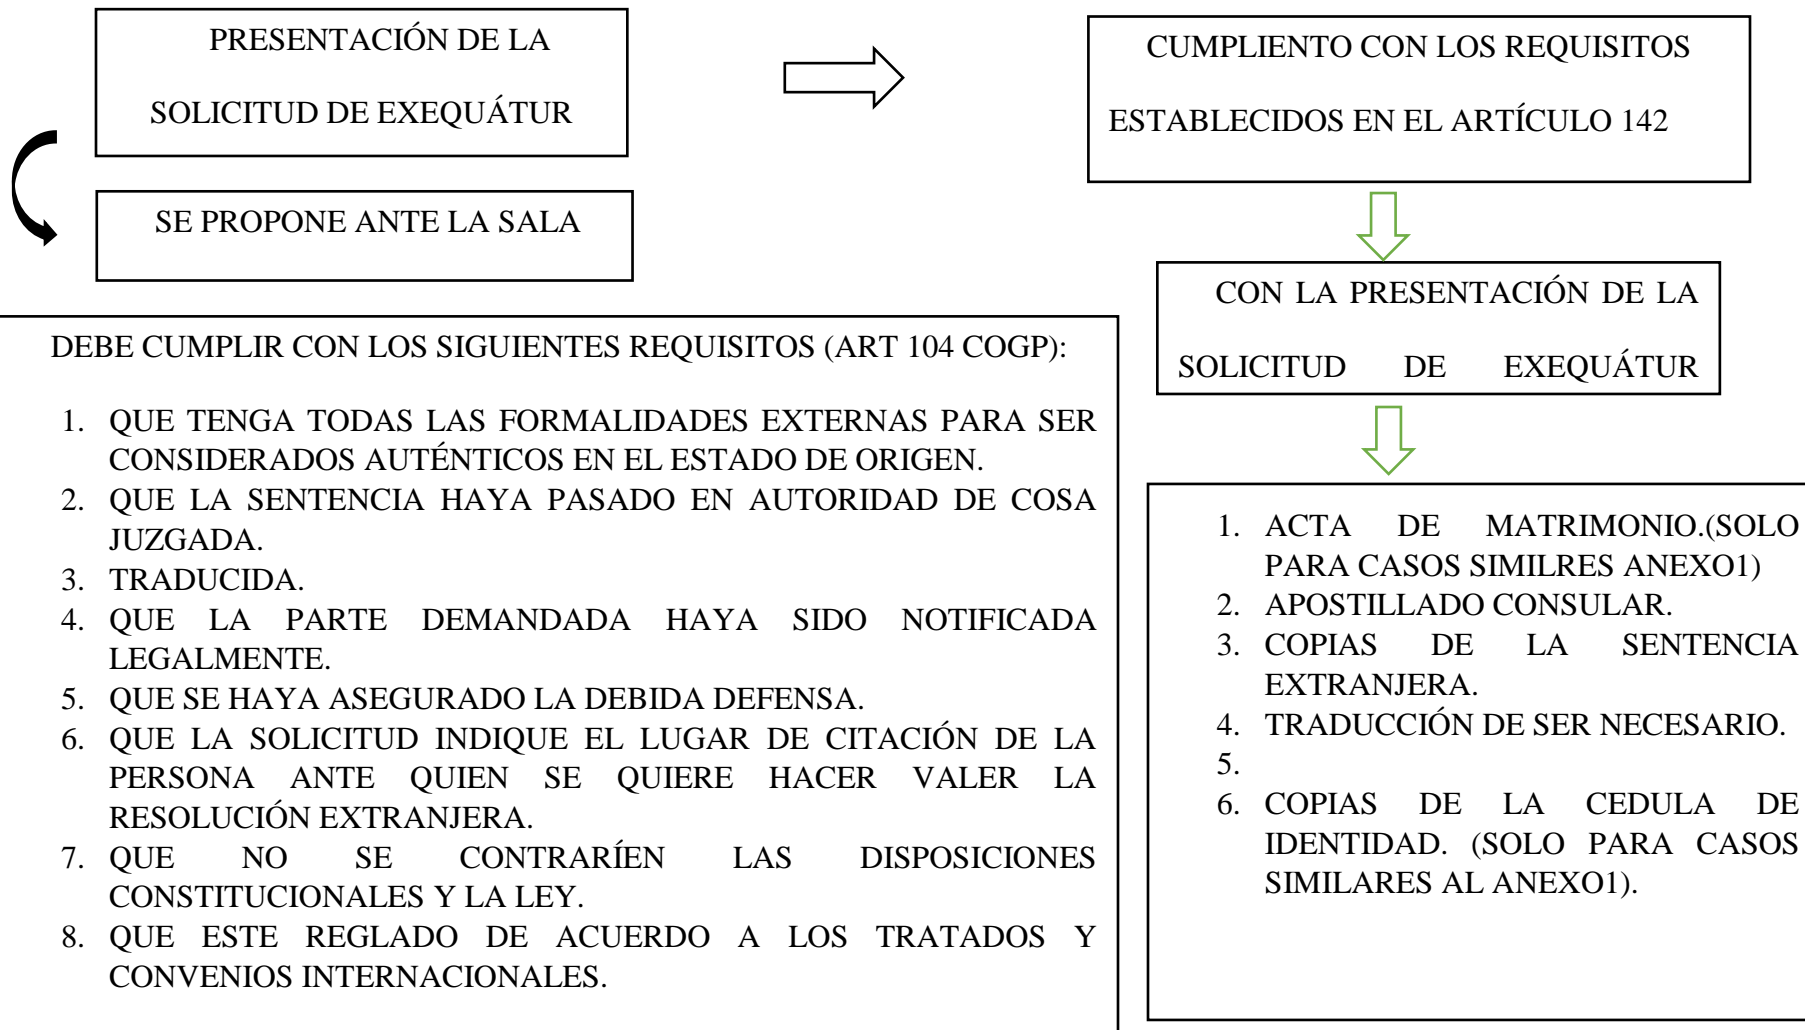 PRESENTACIÓN DE LA
SOLICITUD DE EXEQUÁTUR
SE PROPONE ANTE LA SALA
CUMPLIENTO CON LOS REQUISITOS
ESTABLECIDOS EN EL ARTÍCULO 142
CON LA PRESENTACIÓN DE LA
SOLICITUD DE EXEQUÁTUR
DEBE CUMPLIR CON LOS SIGUIENTES REQUISITOS (ART 104 COGP):
1. QUE TENGA TODAS LAS FORMALIDADES EXTERNAS PARA SER
CONSIDERADOS AUTÉNTICOS EN EL ESTADO DE ORIGEN.
2. QUE LA SENTENCIA HAYA PASADO EN AUTORIDAD DE COSA
JUZGADA.
3. TRADUCIDA.
4. QUE LA PARTE DEMANDADA HAYA SIDO NOTIFICADA
LEGALMENTE.
5. QUE SE HAYA ASEGURADO LA DEBIDA DEFENSA.
6. QUE LA SOLICITUD INDIQUE EL LUGAR DE CITACIÓN DE LA
PERSONA ANTE QUIEN SE QUIERE HACER VALER LA
RESOLUCIÓN EXTRANJERA.
7. QUE NO SE CONTRARÍEN LAS DISPOSICIONES
CONSTITUCIONALES Y LA LEY.
8. QUE ESTE REGLADO DE ACUERDO A LOS TRATADOS Y
CONVENIOS INTERNACIONALES.
1. ACTA DE MATRIMONIO.(SOLO
PARA CASOS SIMILRES ANEXO1)
2. APOSTILLADO CONSULAR.
3. COPIAS DE LA SENTENCIA
EXTRANJERA.
4. TRADUCCIÓN DE SER NECESARIO.
5.
6. COPIAS DE LA CEDULA DE
IDENTIDAD. (SOLO PARA CASOS
SIMILARES AL ANEXO1).